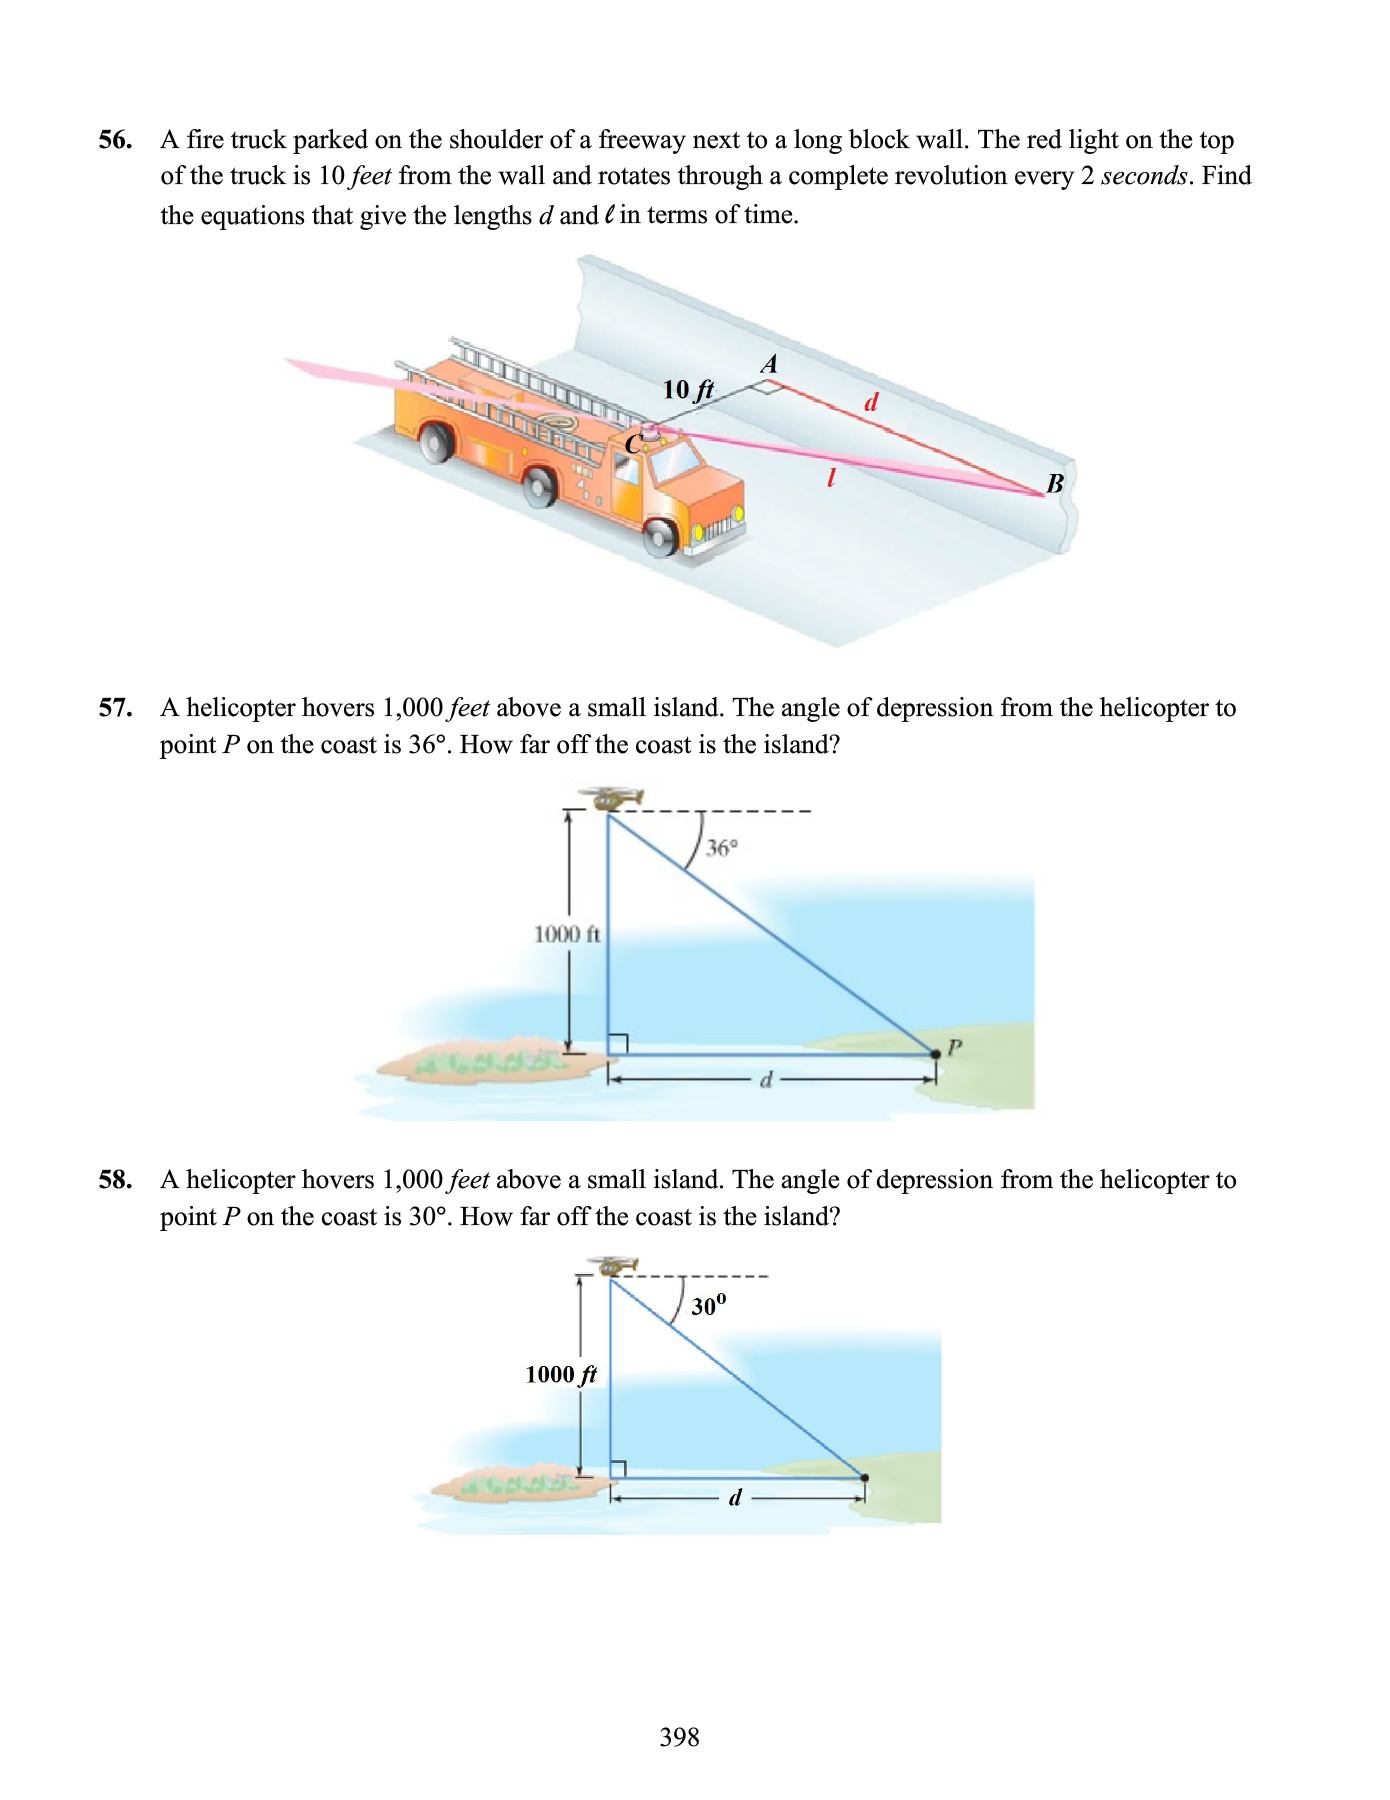 56. A fire truck parked on the shoulder of a freeway next to a long block wall. The red light on the top
of the truck is 10 feet from the wall and rotates through a complete revolution every 2 seconds. Find
the equations that give the lengths d and ℓ in terms of time.
A
10 ft
d
C
l
B
57. A helicopter hovers 1,000 feet above a small island. The angle of depression from the helicopter to
point P on the coast is 36°. How far off the coast is the island?
36°
1000 ft
P
d
58. A helicopter hovers 1,000 feet above a small island. The angle of depression from the helicopter to
point P on the coast is 30°. How far off the coast is the island?
30⁰
1000 ft
d
398